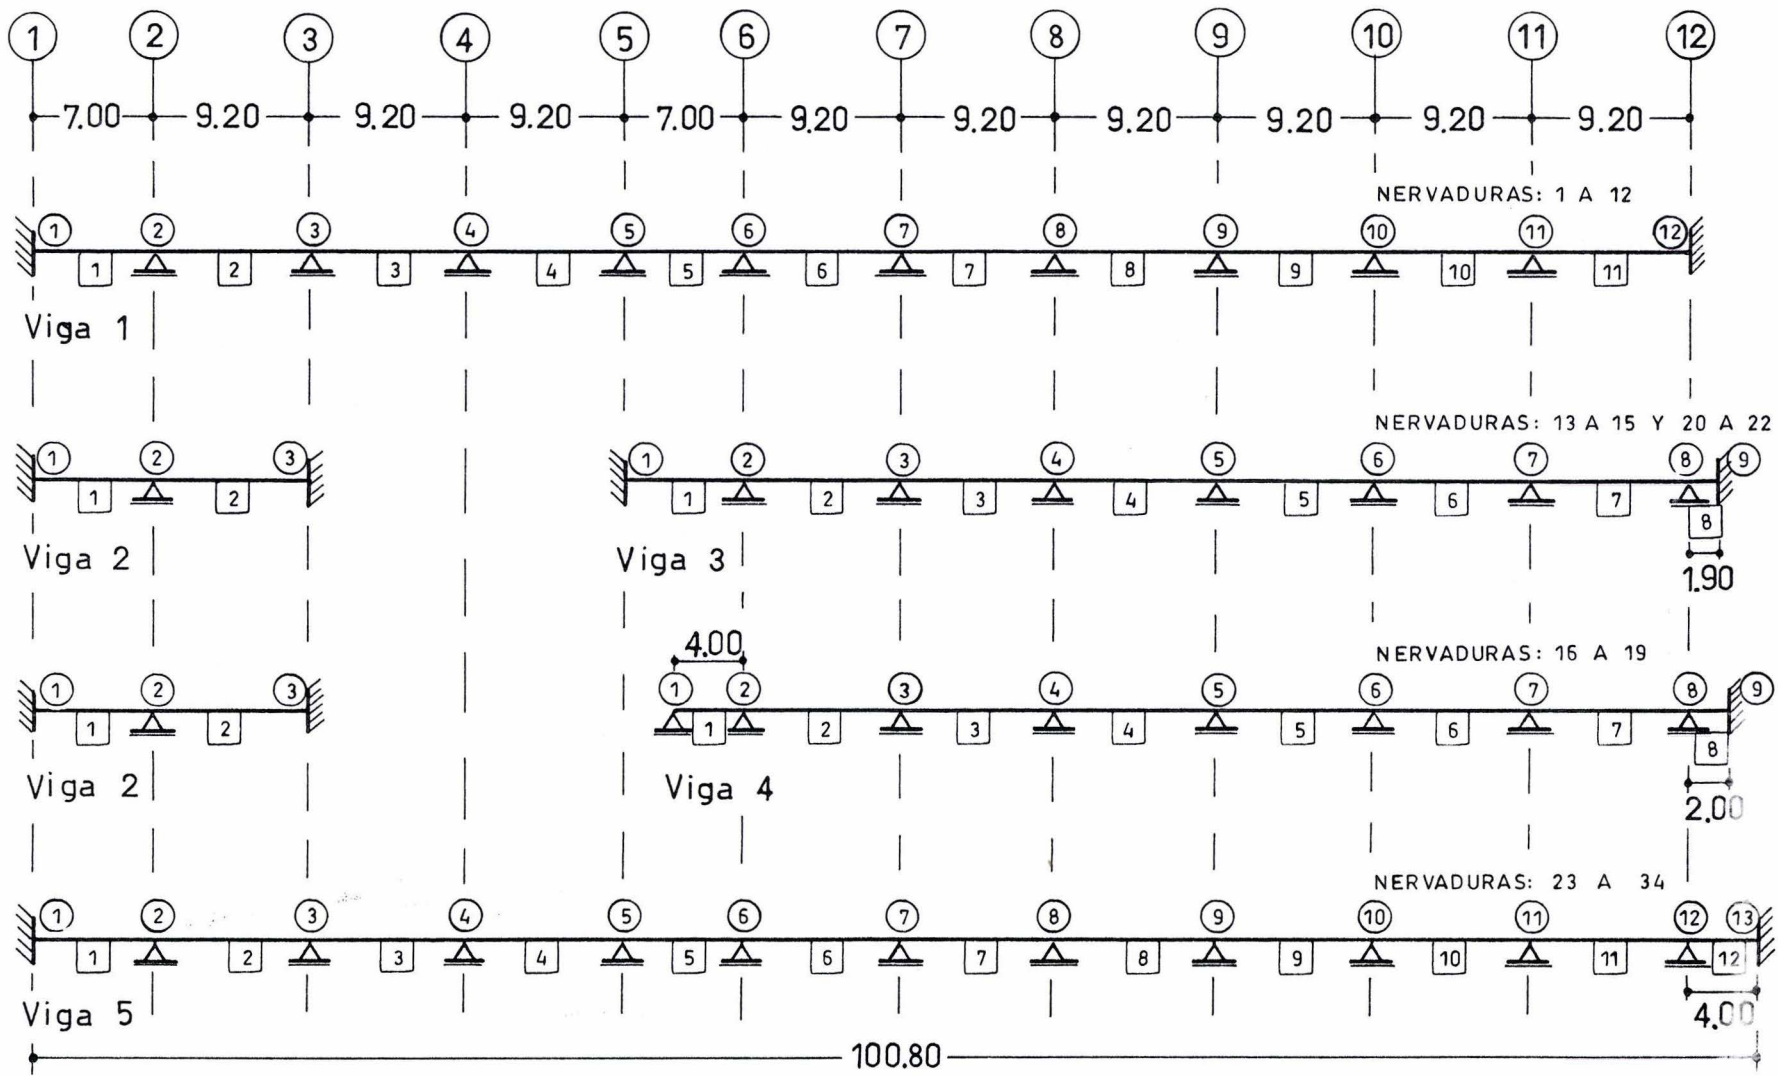 1 2 3 4 5 6 7 8 9 10 11 12
7.00 9.20 9.20 9.20 7.00 9.20 9.20 9.20 9.20 9.20 9.20
NERVADURAS: 1 A 12
1 2 3 4 5 6 7 8 9 10 11 12
1 2 3 4 5 6 7 8 9 10 11
Viga 1
NERVADURAS: 13 A 15 Y 20 A 22
1 2 3 1 2 3 4 5 6 7 8 9
1 2 1 2 3 4 5 6 7 8
Viga 2 Viga 3
1.90
4.00
NERVADURAS: 16 A 19
1 2 3 1 2 3 4 5 6 7 8 9
1 2 1 2 3 4 5 6 7 8
Viga 2 Viga 4
2.00
NERVADURAS: 23 A 34
1 2 3 4 5 6 7 8 9 10 11 12 13
1 2 3 4 5 6 7 8 9 10 11 12
Viga 5
4.00
100.80